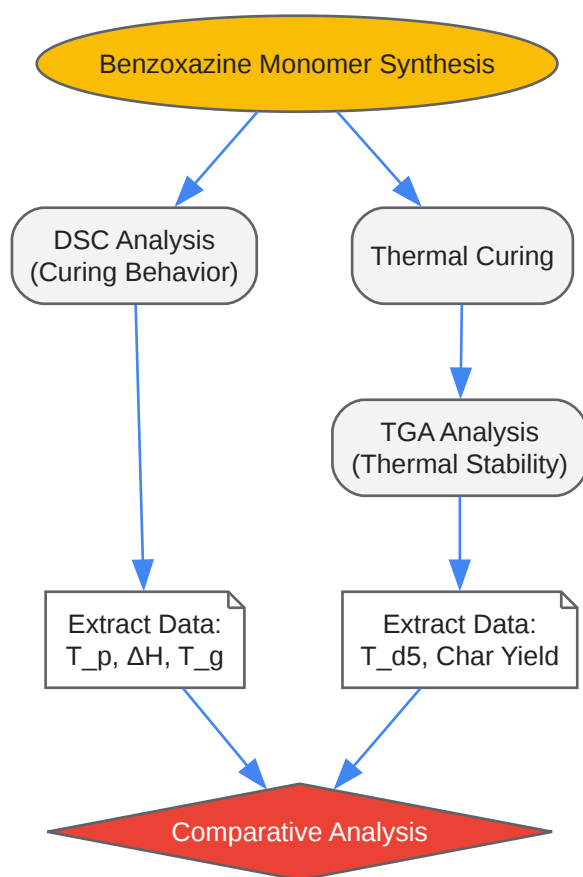 Benzoxazine Monomer Synthesis
DSC Analysis
(Curing Behavior)
Thermal Curing
TGA Analysis
(Thermal Stability)
Extract Data:
T_p, ΔH, T_g
Extract Data:
T_d5, Char Yield
Comparative Analysis